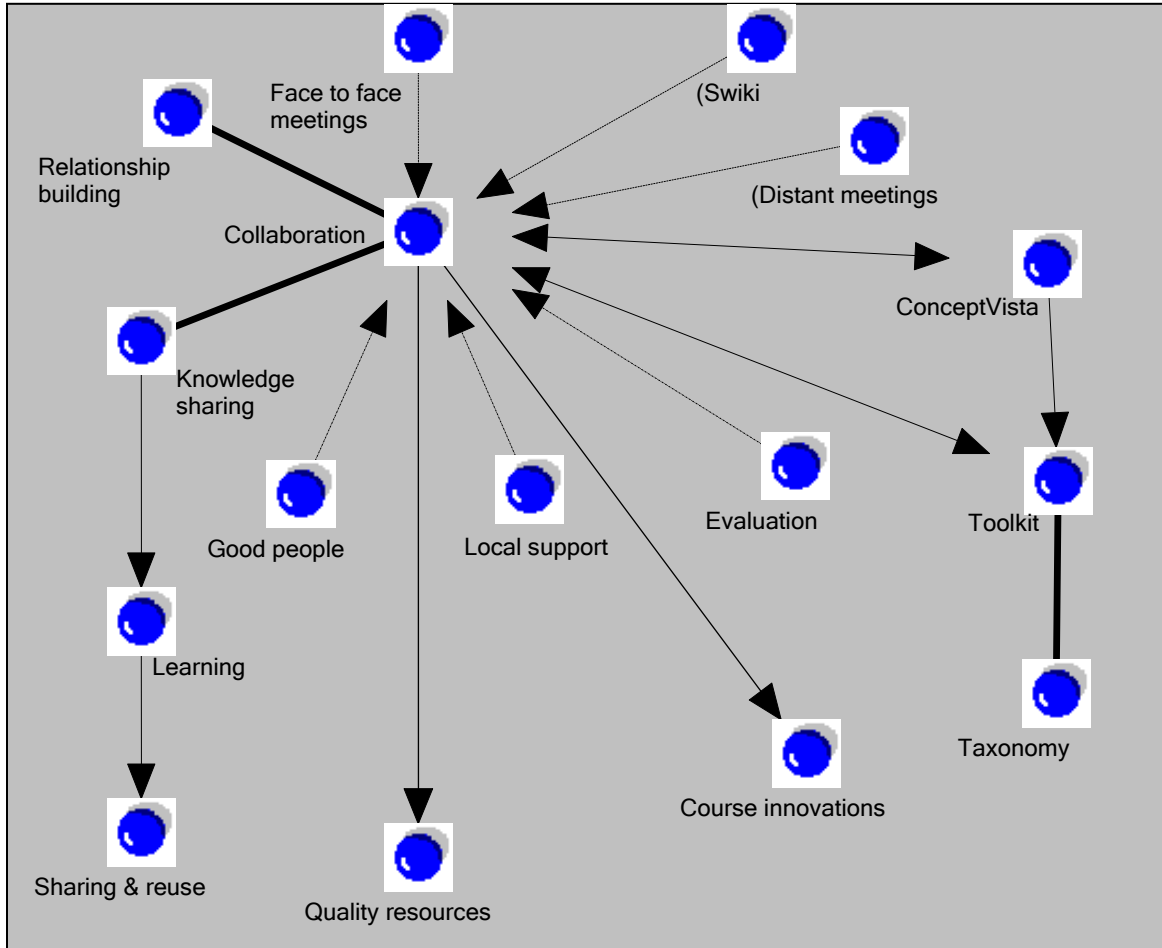 Face to face
meetings
(Swiki
Relationship
building
(Distant meetings
Collaboration
ConceptVista
Knowledge
sharing
Good people
Local support
Evaluation
Toolkit
Learning
Taxonomy
Course innovations
Sharing & reuse
Quality resources